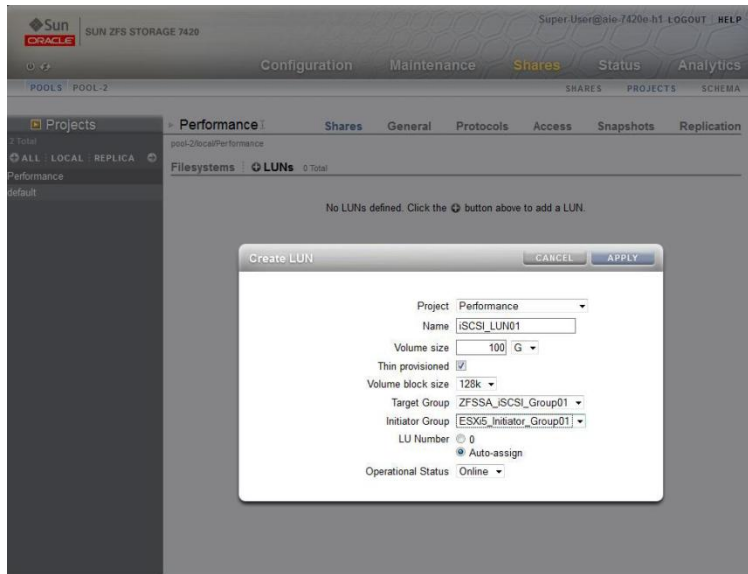 Sun
ORACLE
SUN ZFS STORAGE 7420
Super-User@aie-7420e-h1 LOGOUT HELP
Configuration Maintenance Shares Status Analytics
POOLS POOL-2
SHARES PROJECTS SCHEMA
Projects
2 Total
ALL LOCAL REPLICA
Performance
default
Performance
Shares General Protocols Access Snapshots Replication
pool-2/local/Performance
Filesystems LUNs 0 Total
No LUNs defined. Click the button above to add a LUN.
Create LUN CANCEL APPLY
Project Performance
Name iSCSI_LUN01
Volume size 100 G
Thin provisioned
Volume block size 128k
Target Group ZFSSA_iSCSI_Group01
Initiator Group ESXi5_Initiator_Group01
LU Number 0
Auto-assign
Operational Status Online